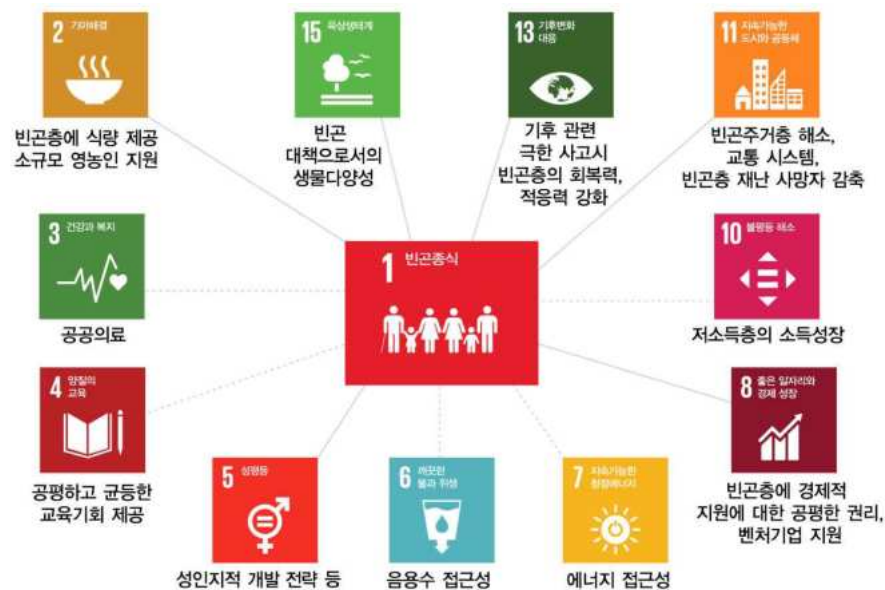 2 기아해결
빈곤층에 식량 제공
소규모 영농인 지원
15 육상생태계
빈곤
대책으로서의
생물다양성
13 기후변화
대응
기후 관련
극한 사고시
빈곤층의 회복력,
적응력 강화
11 지속가능한
도시와 공동체
빈곤주거층 해소,
교통 시스템,
빈곤층 재난 사망자 감축
3 건강과 복지
공공의료
1 빈곤종식
10 불평등 해소
저소득층의 소득성장
4 양질의
교육
공평하고 균등한
교육기회 제공
5 성평등
성인지적 개발 전략 등
6 깨끗한
물과 위생
음용수 접근성
7 지속가능한
청정에너지
에너지 접근성
8 좋은 일자리와
경제 성장
빈곤층에 경제적
지원에 대한 공평한 권리,
벤처기업 지원